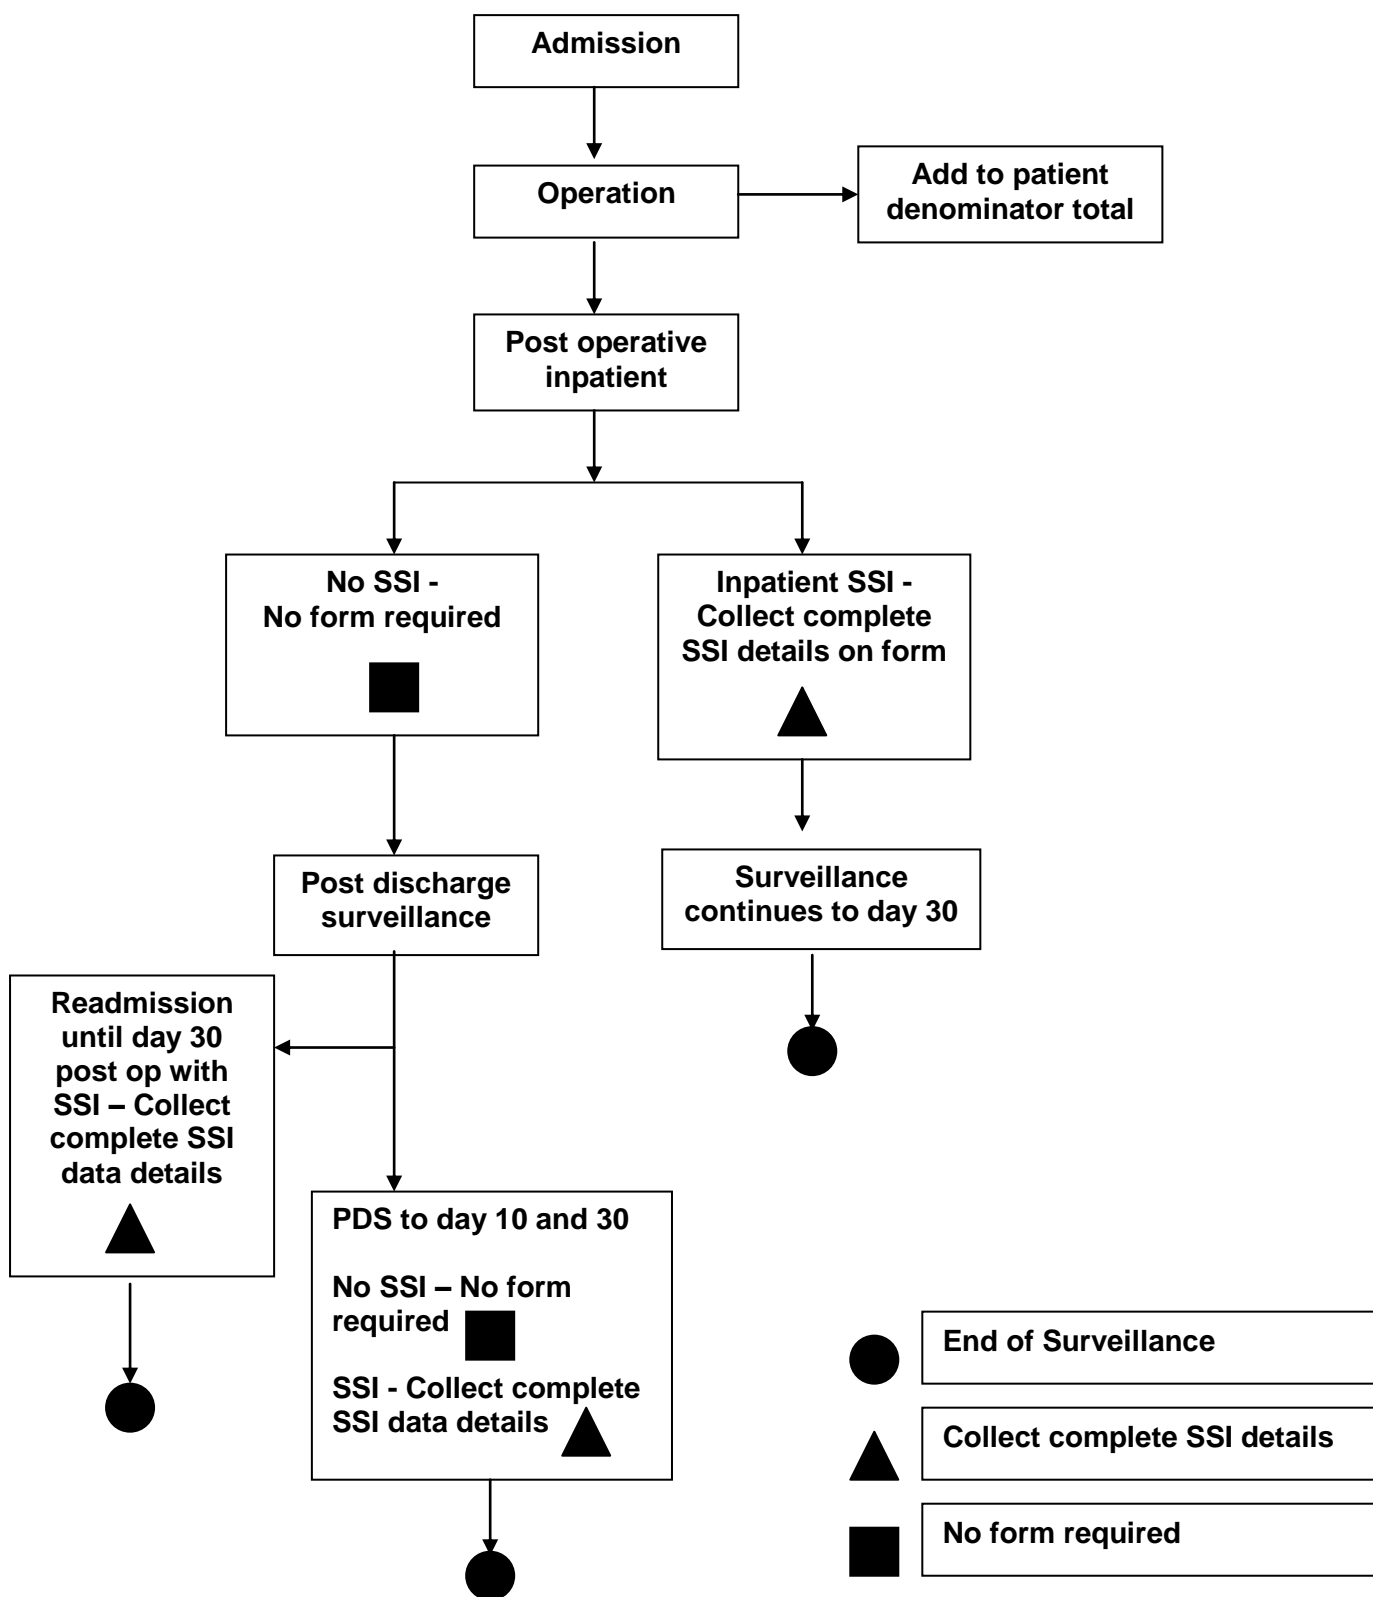 Admission
Operation
Add to patient
denominator total
Post operative
inpatient
No SSI -
No form required
Inpatient SSI -
Collect complete
SSI details on form
Post discharge
surveillance
Surveillance
continues to day 30
Readmission
until day 30
post op with
SSI – Collect
complete SSI
data details
PDS to day 10 and 30
No SSI – No form
required
SSI - Collect complete
SSI data details
End of Surveillance
Collect complete SSI details
No form required